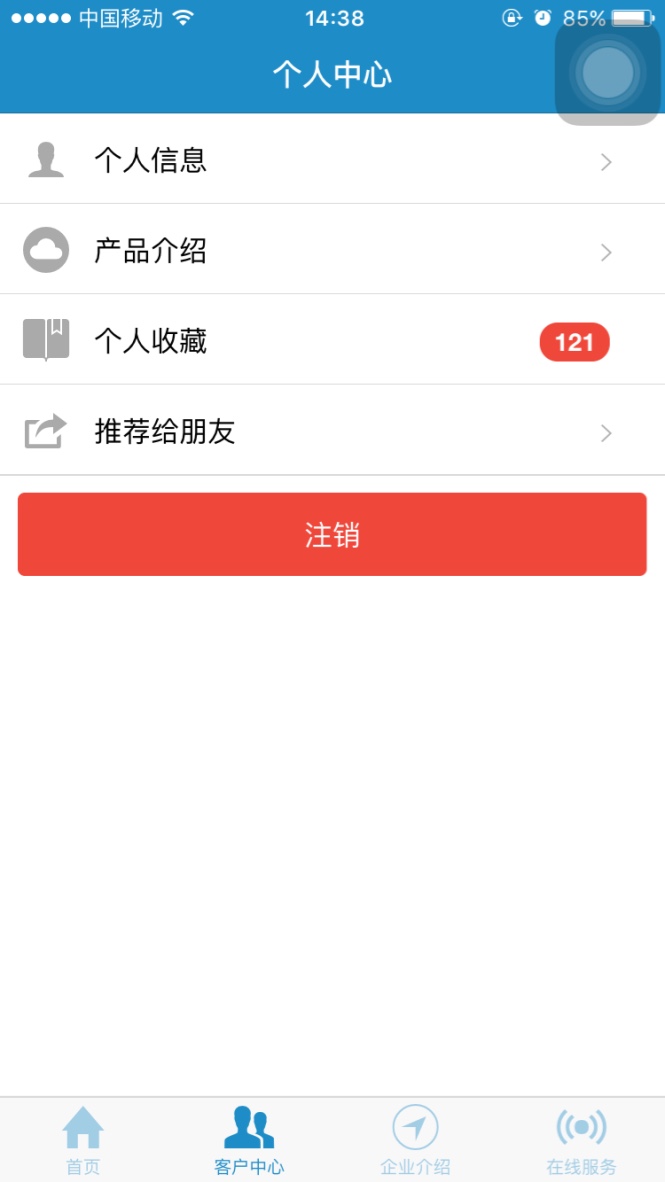 中国移动 14:38 85%
个人中心
个人信息
产品介绍
个人收藏 121
推荐给朋友
注销
首页 客户中心 企业介绍 在线服务